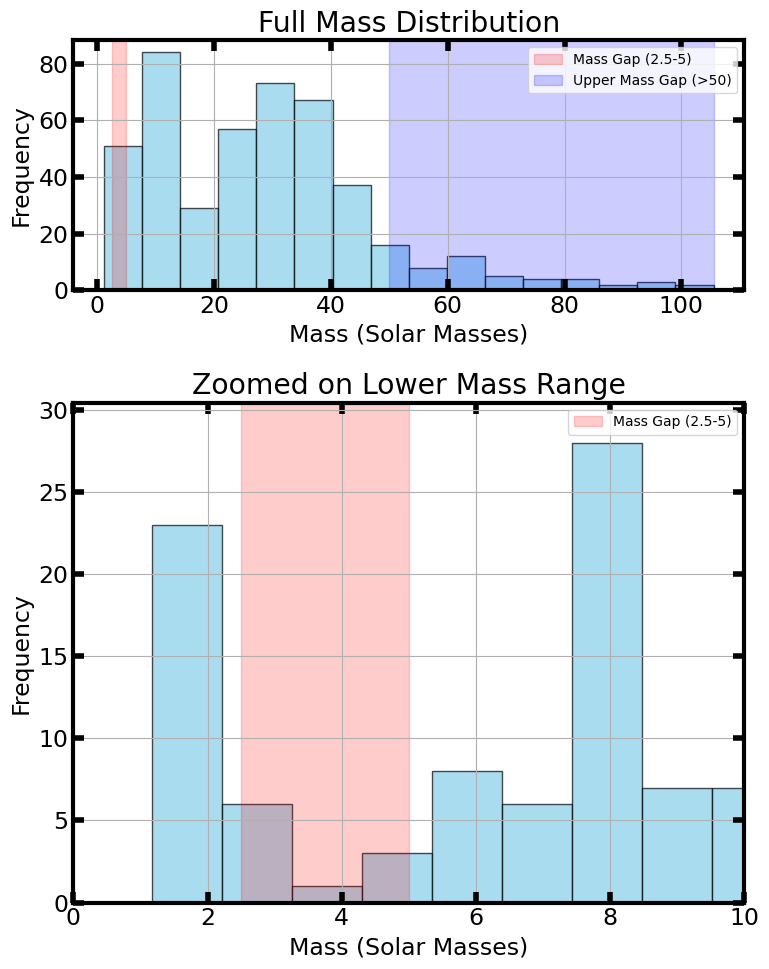 Full Mass Distribution
Frequency
80
60
40
20
0
Mass Gap (2.5-5)
Upper Mass Gap (>50)
0 20 40 60 80 100
Mass (Solar Masses)
Zoomed on Lower Mass Range
Frequency
30
25
20
15
10
5
0
Mass Gap (2.5-5)
0 2 4 6 8 10
Mass (Solar Masses)